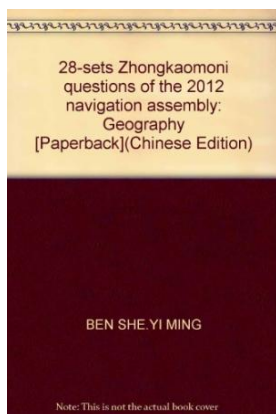 28-sets Zhongkaomoni
questions of the 2012
navigation assembly:
Geography
[Paperback](Chinese Edition)
BEN SHE.YI MING
Note: This is not the actual book cover